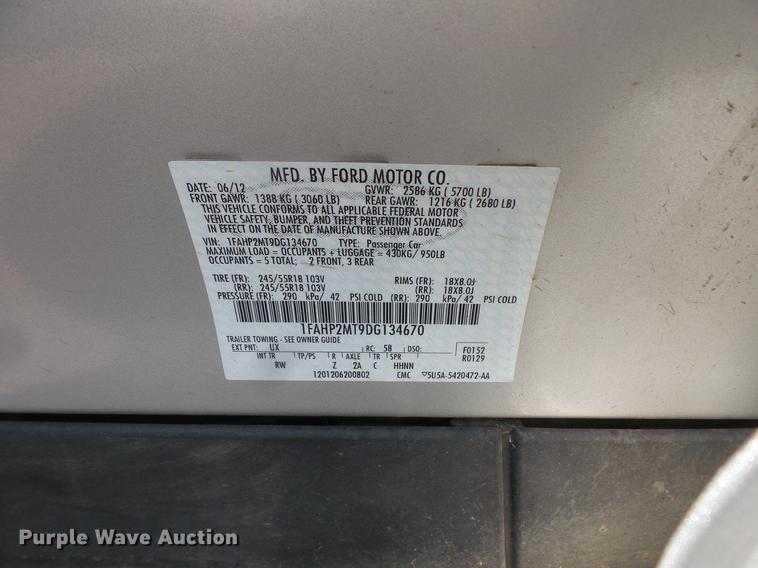 MFD. BY FORD MOTOR CO.
DATE: 06/12 GVWR: 2586 KG ( 5700 LB)
FRONT GAWR: 1388 KG ( 3060 LB) REAR GAWR: 1216 KG ( 2680 LB)
THIS VEHICLE CONFORMS TO ALL APPLICABLE FEDERAL MOTOR
VEHICLE SAFETY, BUMPER, AND THEFT PREVENTION STANDARDS
IN EFFECT ON THE DATE OF MANUFACTURE SHOWN ABOVE.
VIN: 1FAHP2MT9DG134670 TYPE: Passenger Car
MAXIMUM LOAD = OCCUPANTS + LUGGAGE = 430KG/ 950LB
OCCUPANTS = 5 TOTAL; 2 FRONT, 3 REAR
TIRE (FR): 245/55R18 103V RIMS (FR): 18X8.0J
(RR): 245/55R18 103V (RR): 18X8.0J
PRESSURE (FR): 290 kPa/ 42 PSI COLD (RR): 290 kPa/ 42 PSI COLD
1FAHP2MT9DG134670
TRAILER TOWING - SEE OWNER GUIDE
EXT PNT: UX RC: 58 DSO: F0152
INT TR TP/PS R AXLE TR SPR R0129
RW Z 2A C HHNN
1201206200802 CMC ▽5U5A-5420472-AA
Purple Wave Auction®